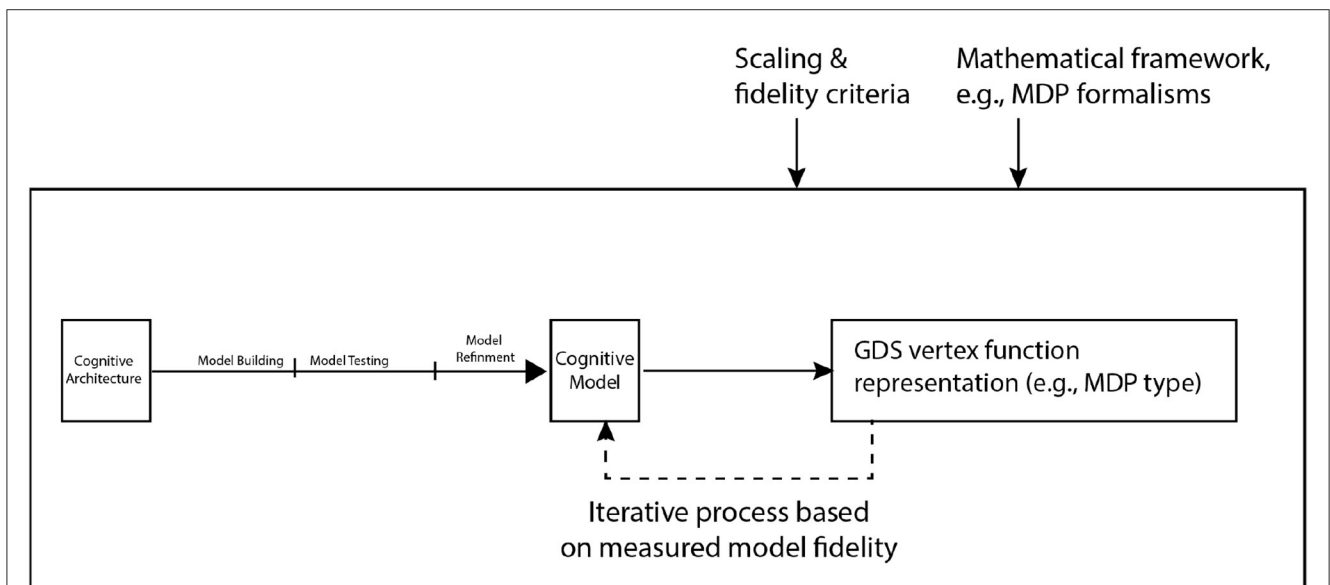 Scaling &
fidelity criteria
Mathematical framework,
e.g., MDP formalisms
Cognitive
Architecture
Model Building
Model Testing
Model
Refinment
Cognitive
Model
GDS vertex function
representation (e.g., MDP type)
Iterative process based
on measured model fidelity